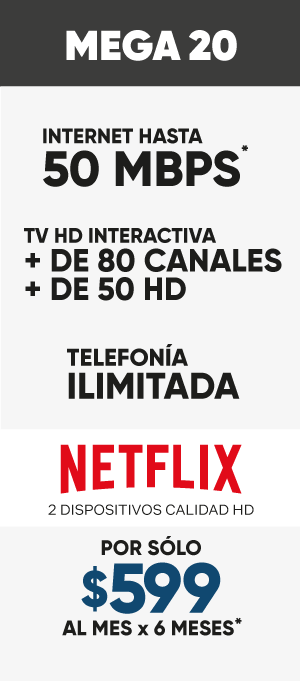 MEGA 20
INTERNET HASTA
50 MBPS*
TV HD INTERACTIVA
+ DE 80 CANALES
+ DE 50 HD
TELEFONÍA
ILIMITADA
NETFLIX
2 DISPOSITIVOS CALIDAD HD
POR SÓLO
$599
AL MES x 6 MESES*